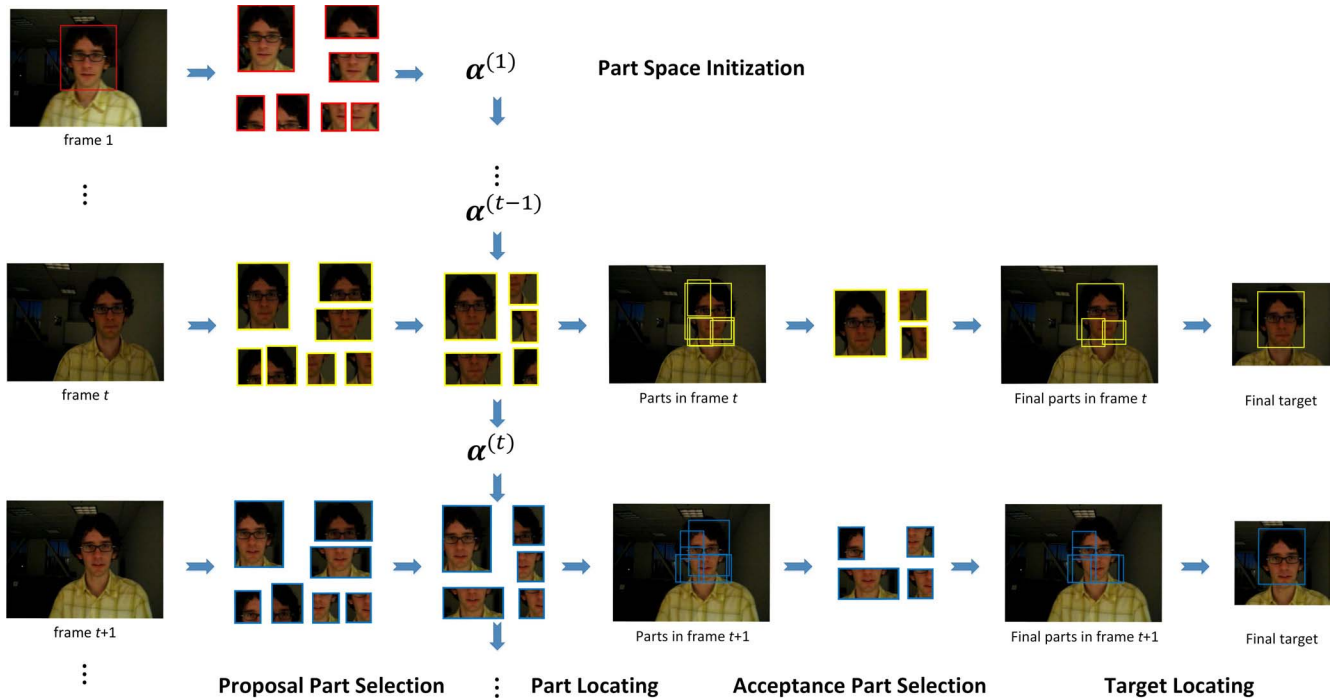 α(1)
Part Space Initization
frame 1
⋮
⋮
α(t−1)
frame t
Parts in frame t
Final parts in frame t
Final target
α(t)
frame t+1
Parts in frame t+1
Final parts in frame t+1
Final target
⋮
Proposal Part Selection
⋮
Part Locating
Acceptance Part Selection
Target Locating